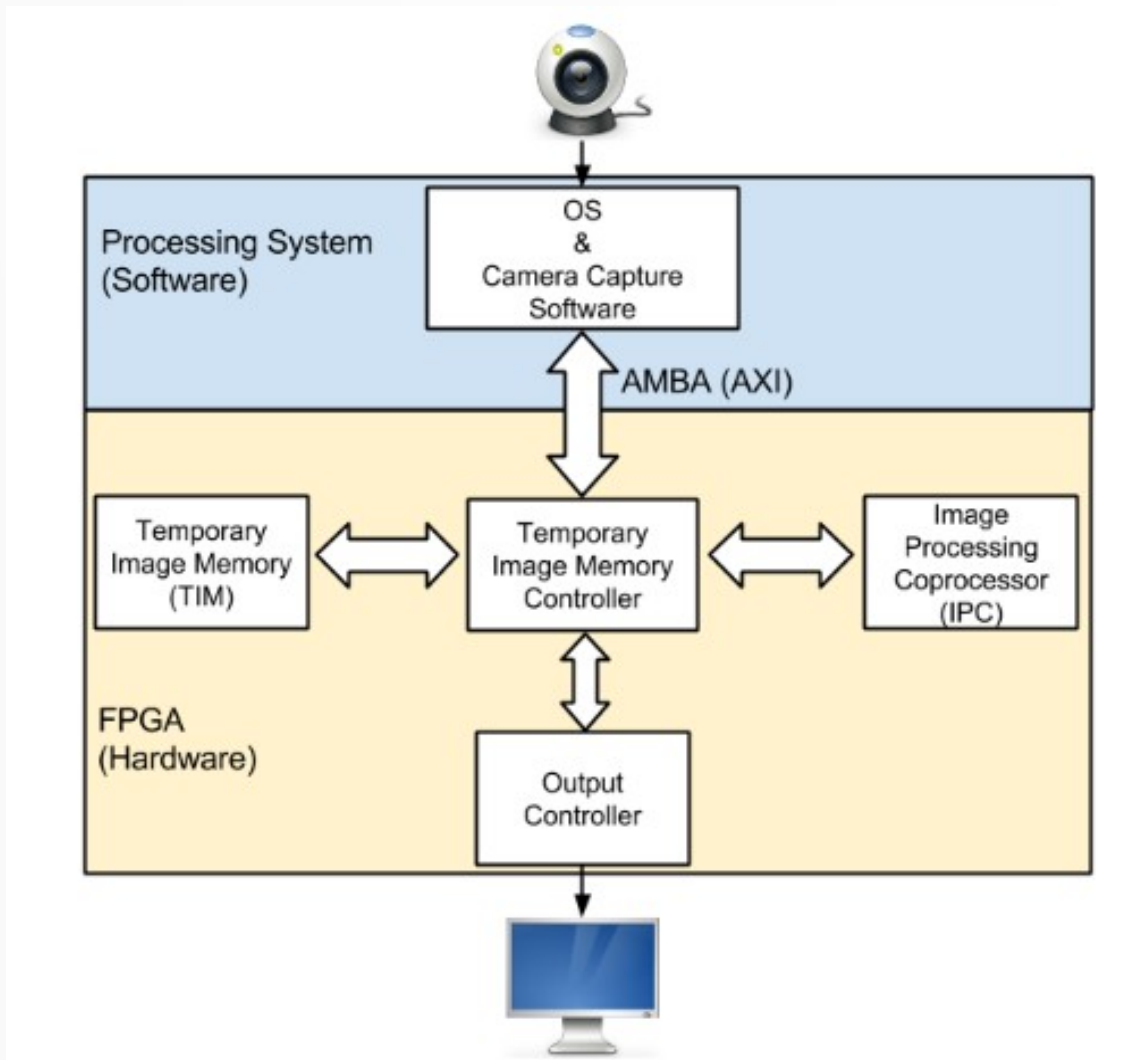 Processing System
(Software)
OS
&
Camera Capture
Software
AMBA (AXI)
Temporary
Image Memory
(TIM)
Temporary
Image Memory
Controller
Image
Processing
Coprocessor
(IPC)
FPGA
(Hardware)
Output
Controller